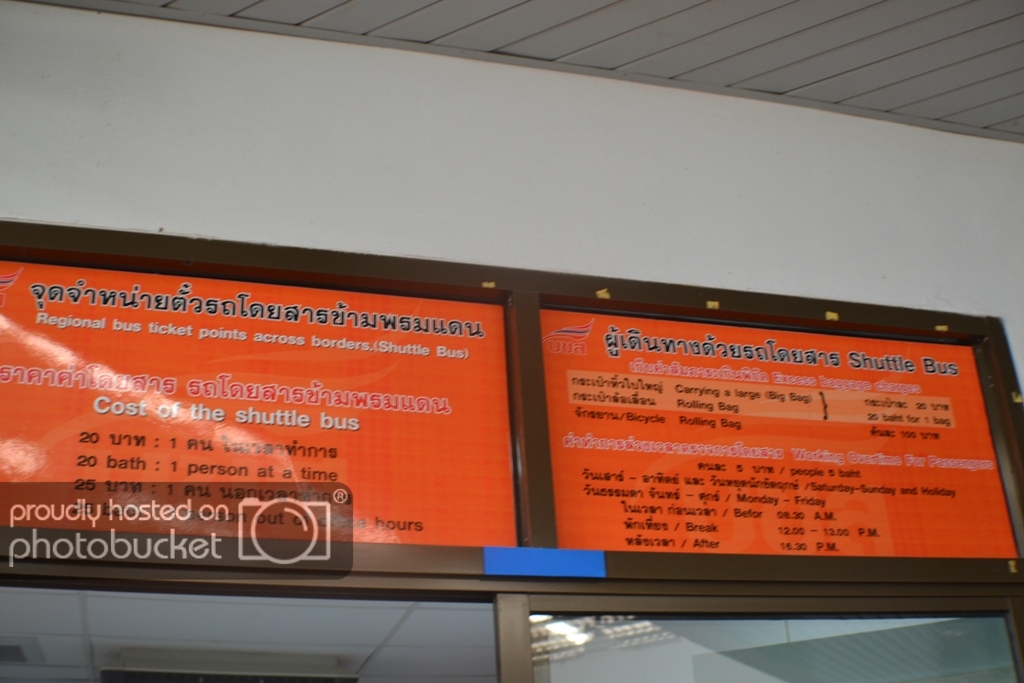 จุดจำหน่ายตั๋วรถโดยสารข้ามพรมแดน
Regional bus ticket points across borders.(Shuttle Bus)
ราคาค่าโดยสาร รถโดยสารข้ามพรมแดน
Cost of the shuttle bus
20 บาท : 1 คน ในเวลาทำการ
20 bath : 1 person at a time
25 บาท : 1 คน นอกเวลา
out of
hours
บขส
ผู้เดินทางด้วยรถโดยสาร Shuttle Bus
Excess baggage charges
กระเป๋าหิ้วใบใหญ่ Carrying a large (Big Bag)
กระเป๋าล้อเลื่อน Rolling Bag
จักรยาน/Bicycle Rolling Bag
กระเป๋าละ 20 บาท
20 baht for 1 bag
คันละ 100 บาท
Working Overtime For Passengers
คนละ 5 บาท / people 5 baht
วันเสาร์ - อาทิตย์ และ วันหยุดนักขัตฤกษ์ /Saturday-Sunday and Holiday
วันธรรมดา จันทร์ - ศุกร์ / Monday - Friday
ในเวลา ก่อนเวลา / Befor 08.30 A.M.
พักเที่ยง / Break 12.00 - 13.00 P.M.
หลังเวลา / After 16.30 P.M.
proudly hosted on
photobucket®